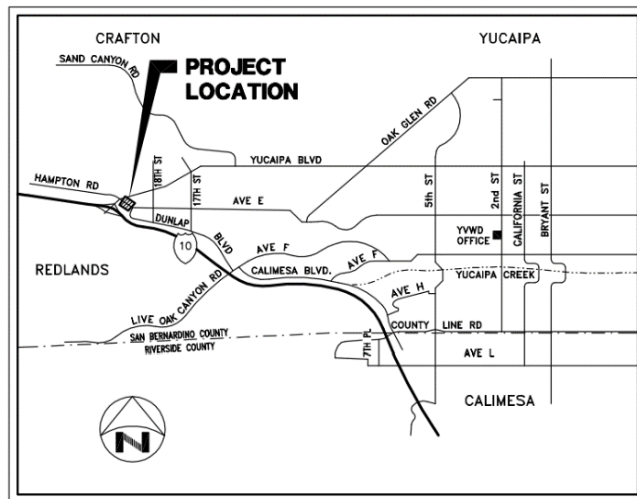 CRAFTON
YUCAIPA
SAND CANYON RD
PROJECT
LOCATION
OAK GLEN RD
YUCAIPA BLVD
HAMPTON RD
18TH ST
17TH ST
5th ST
2nd ST
CALIFORNIA ST
BRYANT ST
AVE E
DUNLAP
BLVD
YVWD
OFFICE
10
AVE F
AVE F
REDLANDS
CALIMESA BLVD.
YUCAIPA CREEK
LIVE OAK CANYON RD
AVE H
SAN BERNARDINO COUNTY
RIVERSIDE COUNTY
COUNTY LINE RD
7TH PL
AVE L
CALIMESA
N